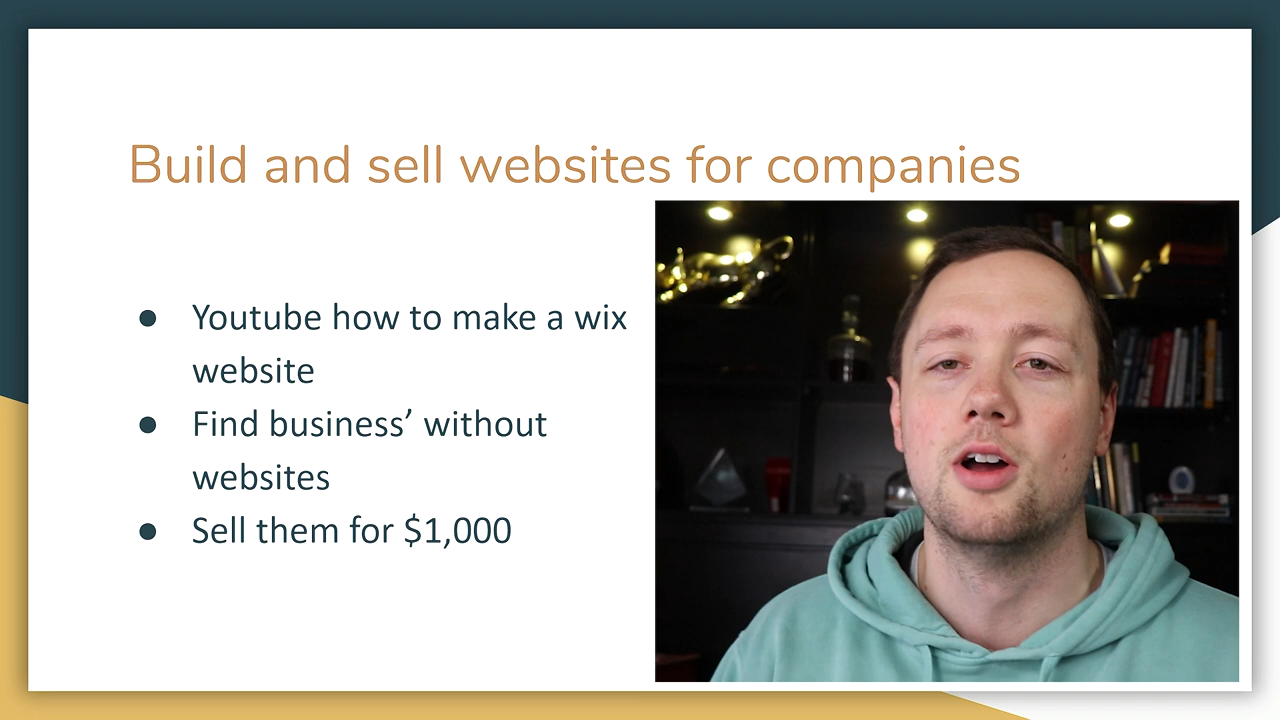 Build and sell websites for companies
● Youtube how to make a wix
website
● Find business’ without
websites
● Sell them for $1,000